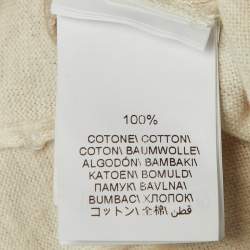 100%
COTONE\ COTTON\
COTON\ BAUMWOLLE\
ALGODÓN\ BAMBAKI\
KATOEN\ BOMULD\
ПАМУК\ BAVLNA\
BUMBAC\ ХЛОПОК\
コットン\ 全棉\ قطن